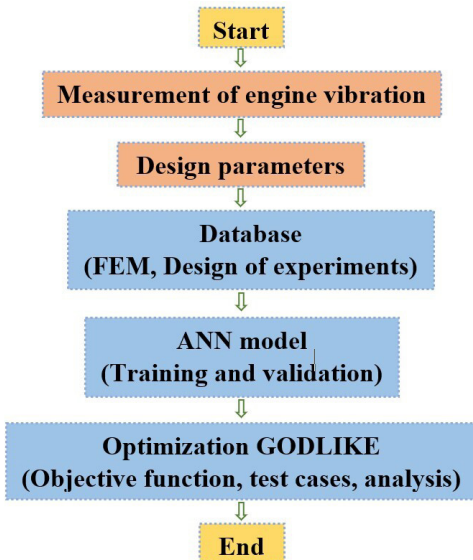 Start
Measurement of engine vibration
Design parameters
Database
(FEM, Design of experiments)
ANN model
(Training and validation)
Optimization GODLIKE
(Objective function, test cases, analysis)
End